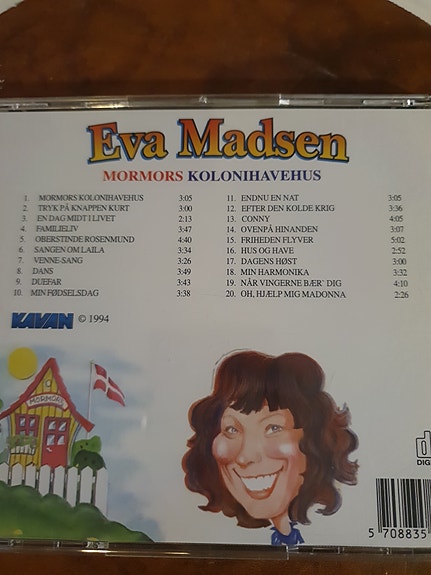 Eva Madsen
MORMORS KOLONIHAVEHUS
1. MORMORS KOLONIHAVEHUS 3:05
2. TRYK PÅ KNAPPEN KURT 3:00
3. EN DAG MIDT I LIVET 2:13
4. FAMILIELIV 3:47
5. OBERSTINDE ROSENMUND 4:40
6. SANGEN OM LAILA 3:34
7. VENNE-SANG 3:26
8. DANS 3:49
9. DUEFAR 3:43
10. MIN FØDSELSDAG 3:38
11. ENDNU EN NAT 3:05
12. EFTER DEN KOLDE KRIG 3:36
13. CONNY 4:05
14. OVENPÅ HINANDEN 3:07
15. FRIHEDEN FLYVER 5:02
16. HUS OG HAVE 2:52
17. DAGENS HØST 3:00
18. MIN HARMONIKA 3:32
19. NÅR VINGERNE BÆR` DIG 4:10
20. OH, HJÆLP MIG MADONNA 2:26
KAVAN © 1994
MORMORS
d
DIG
5 708835